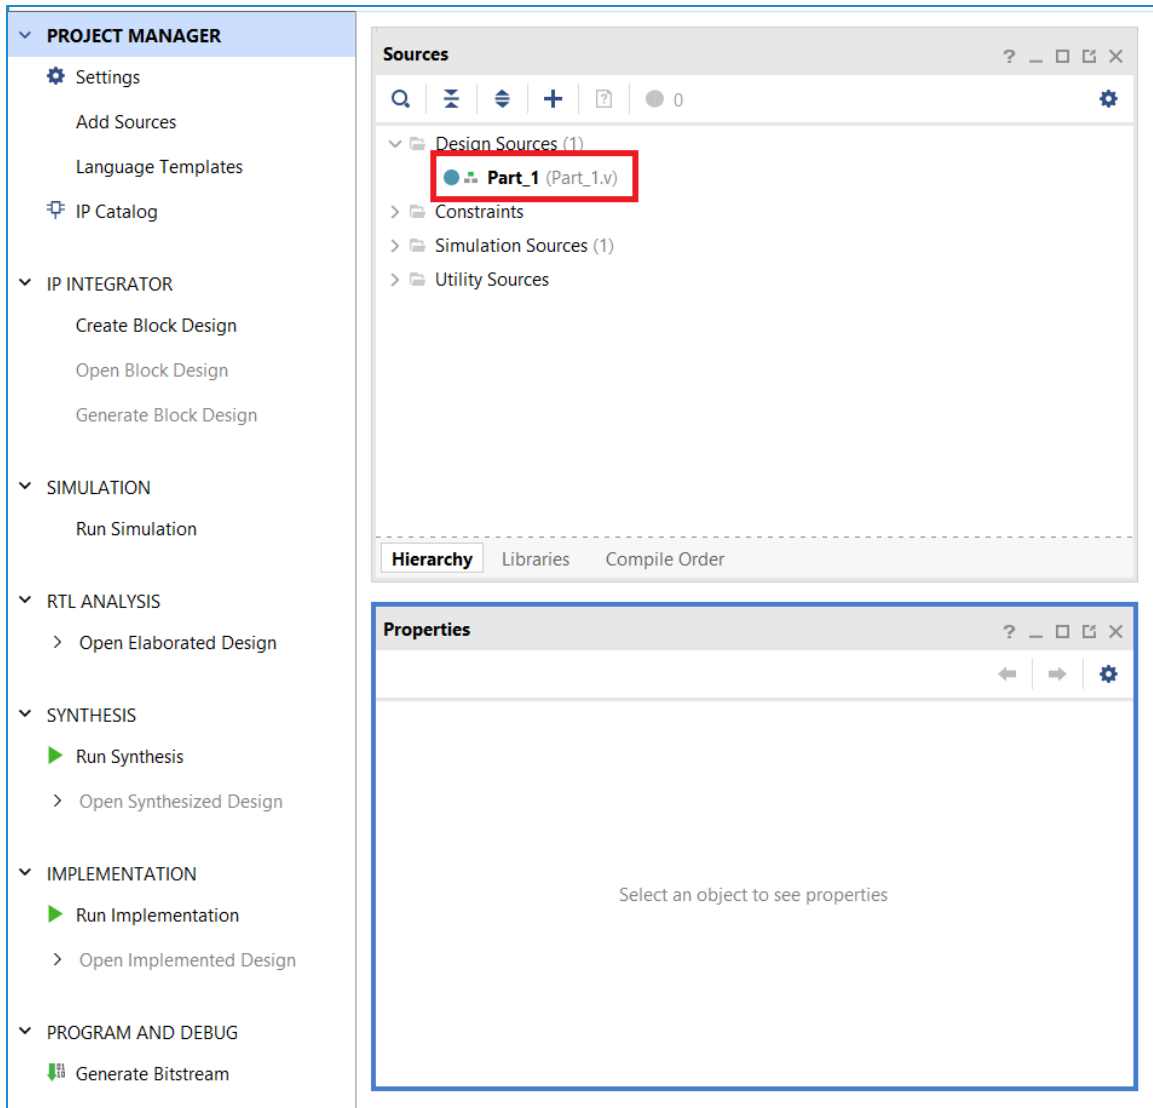 PROJECT MANAGER
Settings
Add Sources
Language Templates
IP Catalog
IP INTEGRATOR
Create Block Design
Open Block Design
Generate Block Design
SIMULATION
Run Simulation
RTL ANALYSIS
Open Elaborated Design
SYNTHESIS
Run Synthesis
Open Synthesized Design
IMPLEMENTATION
Run Implementation
Open Implemented Design
PROGRAM AND DEBUG
Generate Bitstream
Sources
0
Design Sources (1)
Part_1 (Part_1.v)
Constraints
Simulation Sources (1)
Utility Sources
Hierarchy Libraries Compile Order
Properties
Select an object to see properties